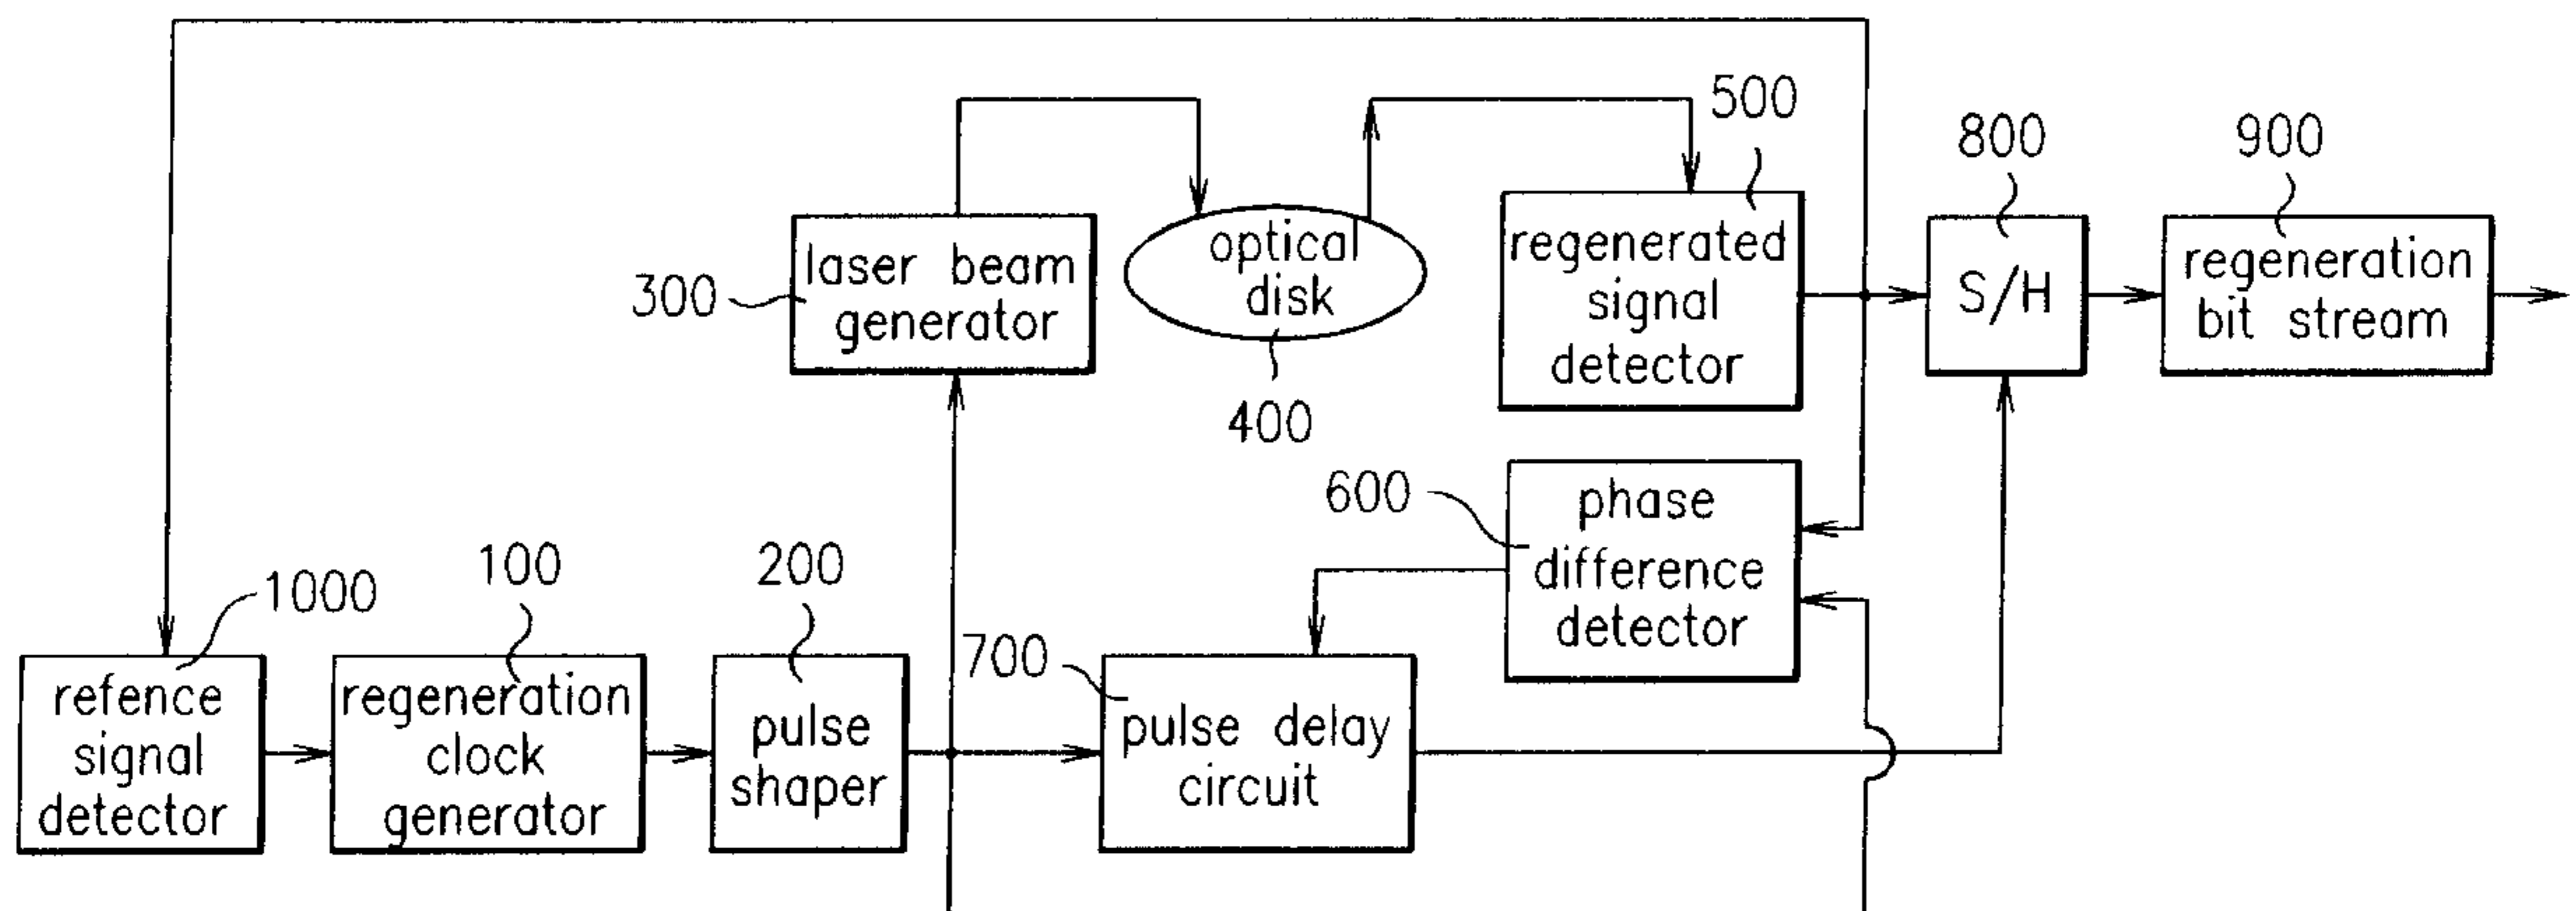 500
800
900
laser beam
generator
300
optical
disk
400
regenerated
signal
detector
S/H
regeneration
bit stream
600
phase
difference
detector
1000
refence
signal
detector
100
regeneration
clock
generator
200
pulse
shaper
700
pulse delay
circuit